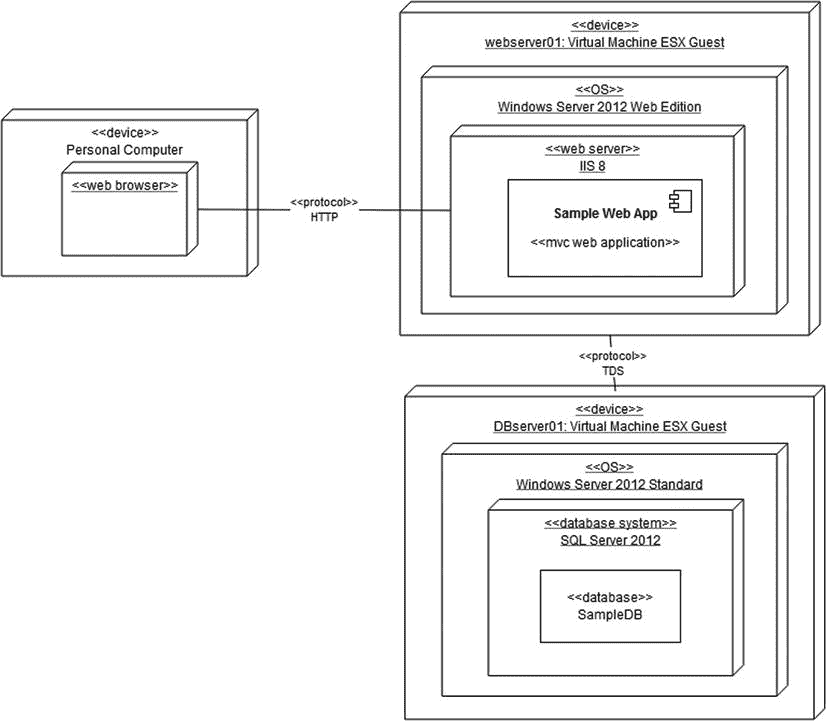 <<device>>
webserver01: Virtual Machine ESX Guest
<<OS>>
Windows Server 2012 Web Edition
<<web server>>
IIS 8
Sample Web App
<<mvc web application>>
<<device>>
Personal Computer
<<web browser>>
<<protocol>>
HTTP
<<protocol>>
TDS
<<device>>
DBserver01: Virtual Machine ESX Guest
<<OS>>
Windows Server 2012 Standard
<<database system>>
SQL Server 2012
<<database>>
SampleDB